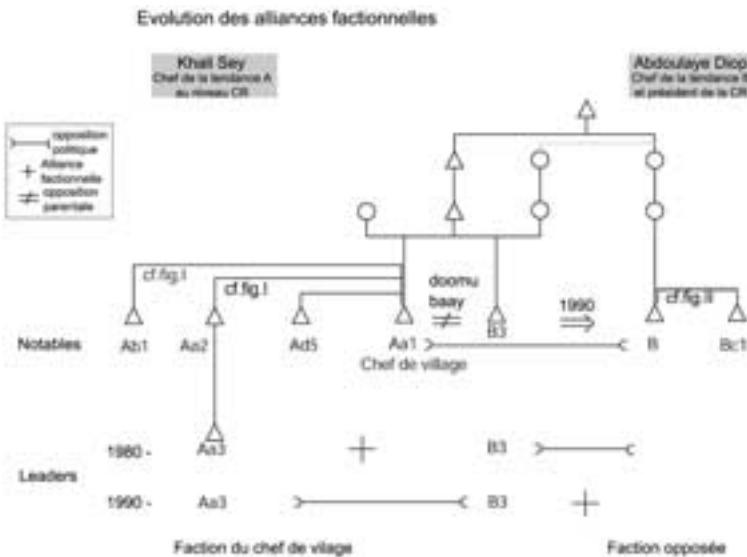 Evolution des alliances factionnelles
Khali Sey
Chef de la tendance A
au niveau CR
Abdoulaye Diop
Chef de la tendance B
et président de la CR
opposition
politique
Alliance
factionnelle
opposition
parentale
cf.fig.I
cf.fig.I
doomu
baay
1990
cf.fig.II
Notables
Ab1
Aa2
Ad5
Aa1
B3
B
Bc1
Chef de village
Leaders
1980 -
Aa3
B3
1990 -
Aa3
B3
Faction du chef de vilage
Faction opposée